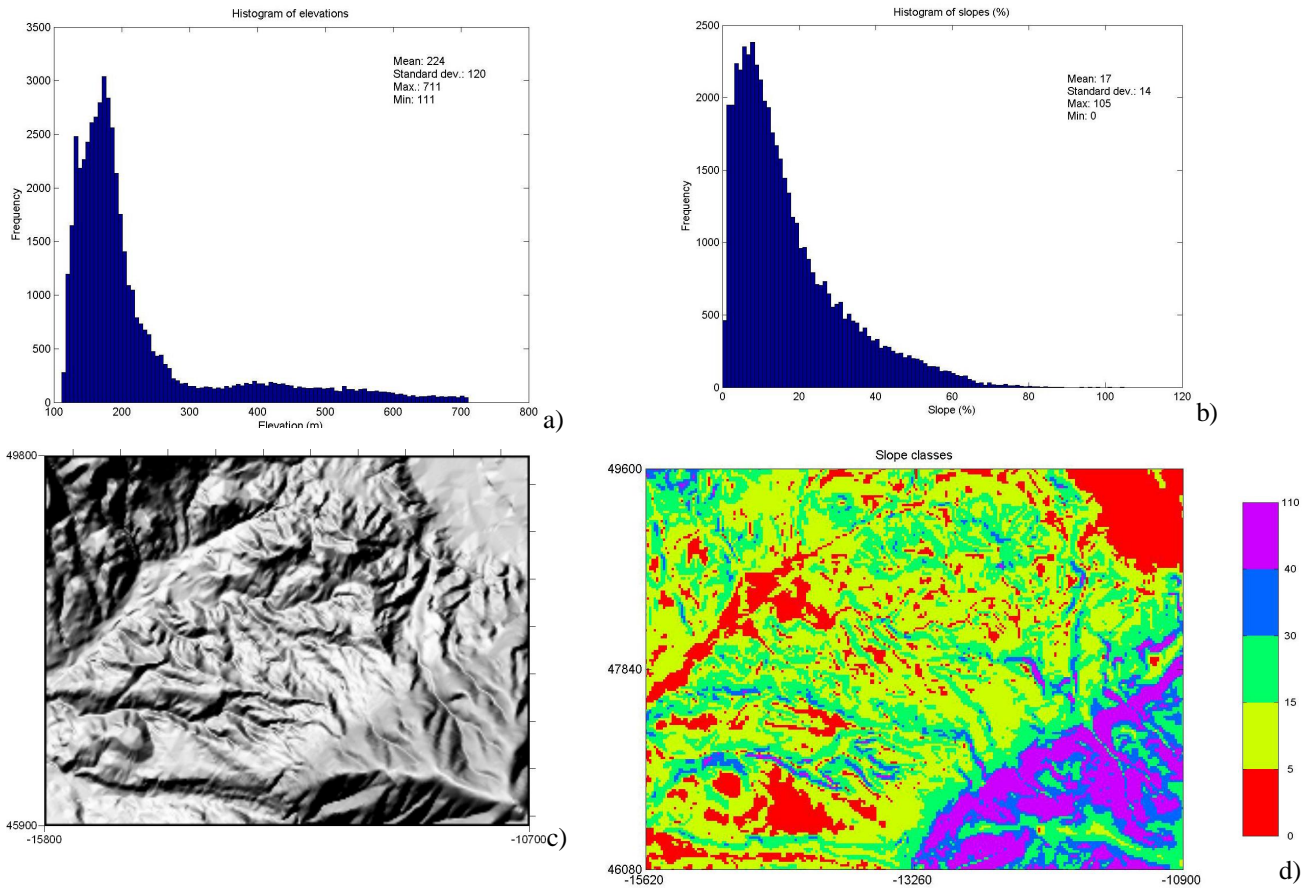 Histogram of elevations
3500
3000
2500
2000
1500
1000
500
0
Frequency
Mean: 224
Standard dev.: 120
Max.: 711
Min: 111
100 200 300 400 500 600 700 800
Elevation (m)
a)
Histogram of slopes (%)
2500
2000
1500
1000
500
0
Frequency
Mean: 17
Standard dev.: 14
Max: 105
Min: 0
0 20 40 60 80 100 120
Slope (%)
b)
49800
45900
-15800 -10700
c)
Slope classes
49600
47840
46080
-15620 -13260 -10900
110
40
30
15
5
0
d)